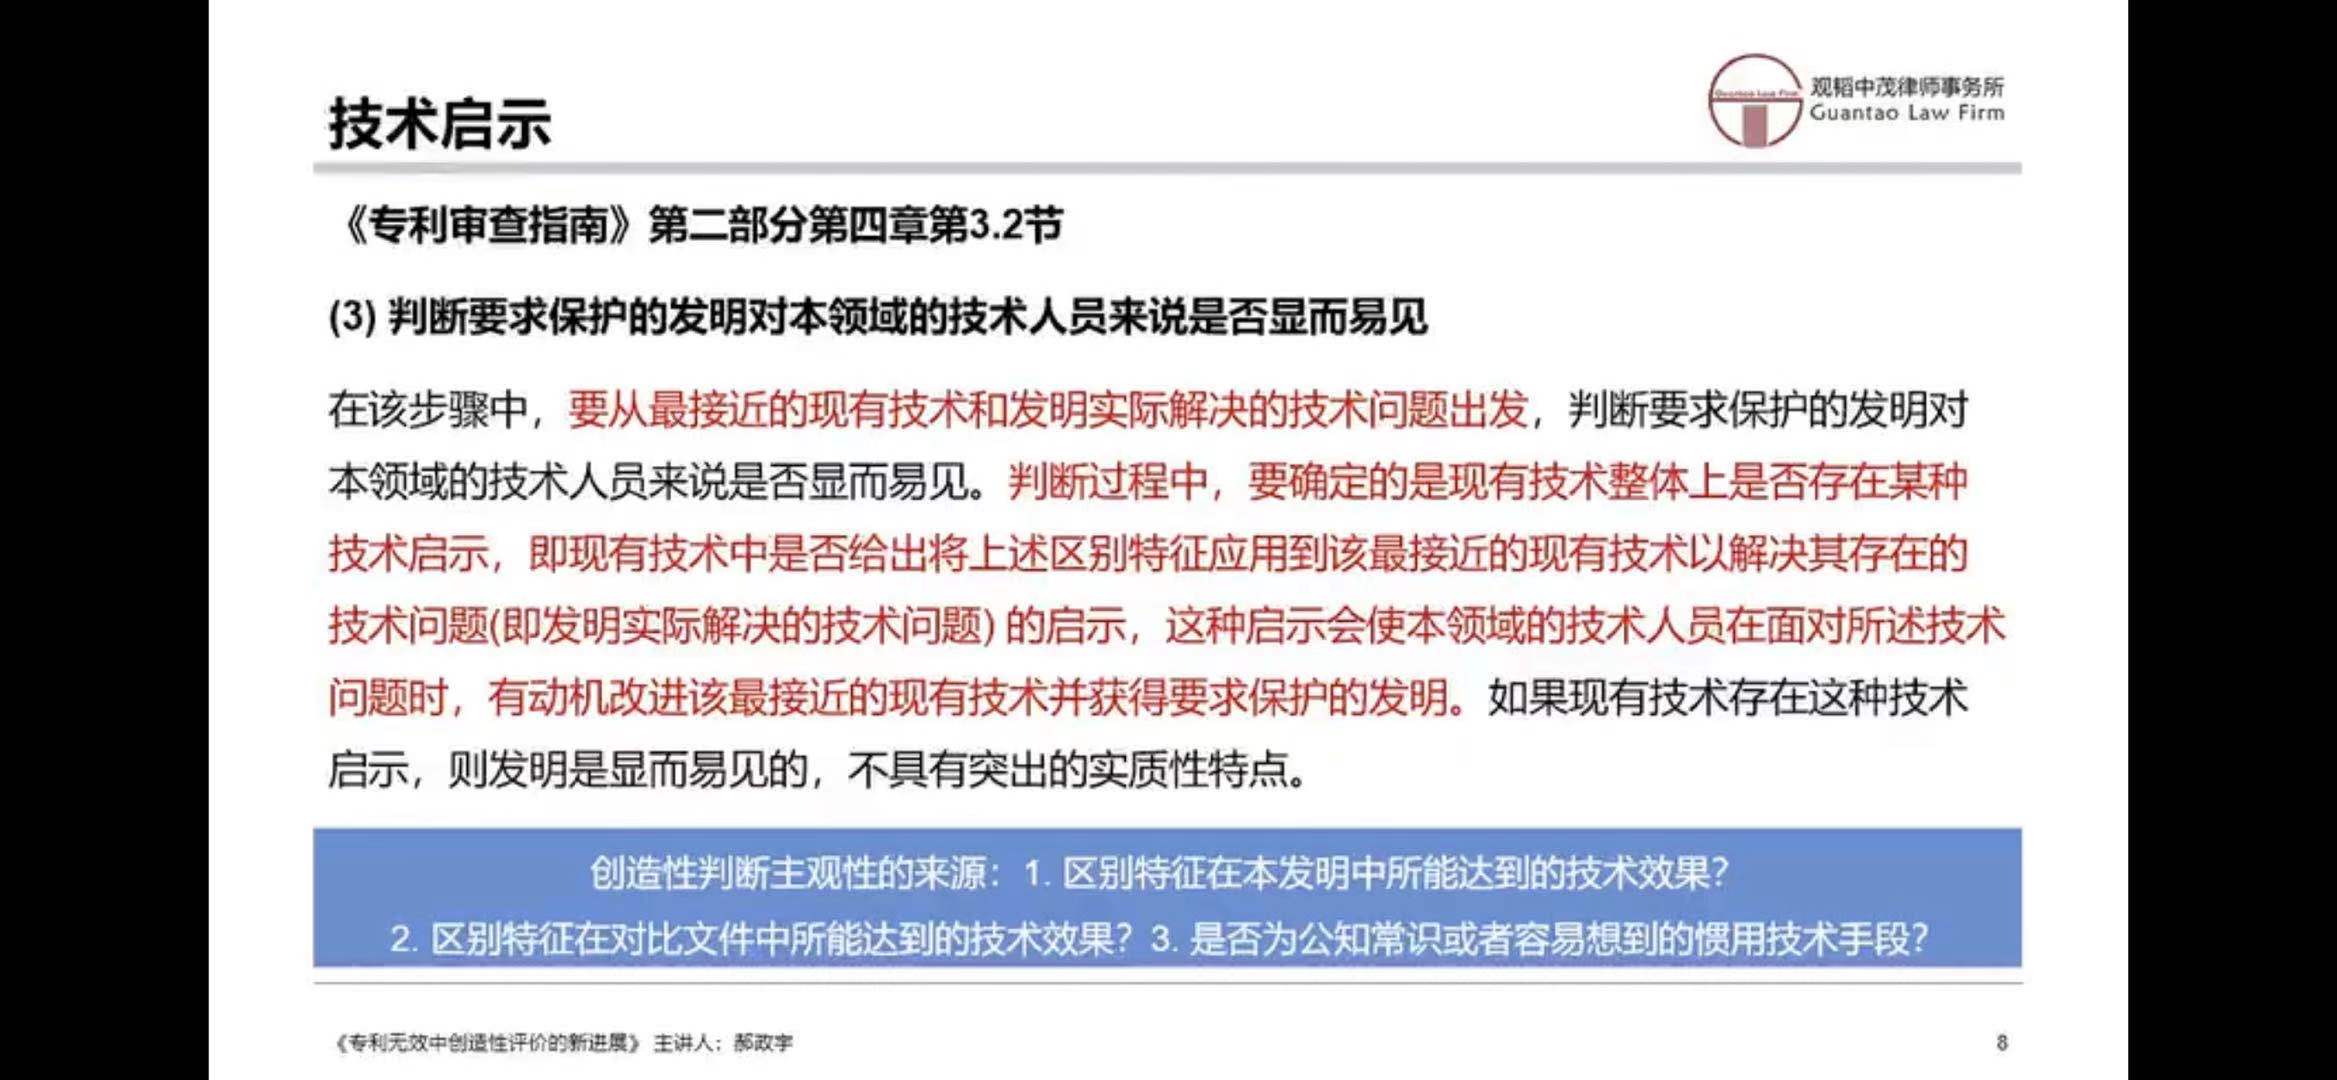 技术启示
Guantao Law Firm
观韬中茂律师事务所
Guantao Law Firm
《专利审查指南》第二部分第四章第3.2节
(3) 判断要求保护的发明对本领域的技术人员来说是否显而易见
在该步骤中，要从最接近的现有技术和发明实际解决的技术问题出发，判断要求保护的发明对
本领域的技术人员来说是否显而易见。判断过程中，要确定的是现有技术整体上是否存在某种
技术启示，即现有技术中是否给出将上述区别特征应用到该最接近的现有技术以解决其存在的
技术问题(即发明实际解决的技术问题) 的启示，这种启示会使本领域的技术人员在面对所述技术
问题时，有动机改进该最接近的现有技术并获得要求保护的发明。如果现有技术存在这种技术
启示，则发明是显而易见的，不具有突出的实质性特点。
创造性判断主观性的来源：1. 区别特征在本发明中所能达到的技术效果？
2. 区别特征在对比文件中所能达到的技术效果？3. 是否为公知常识或者容易想到的惯用技术手段？
《专利无效中创造性评价的新进展》 主讲人：郝政宇
8